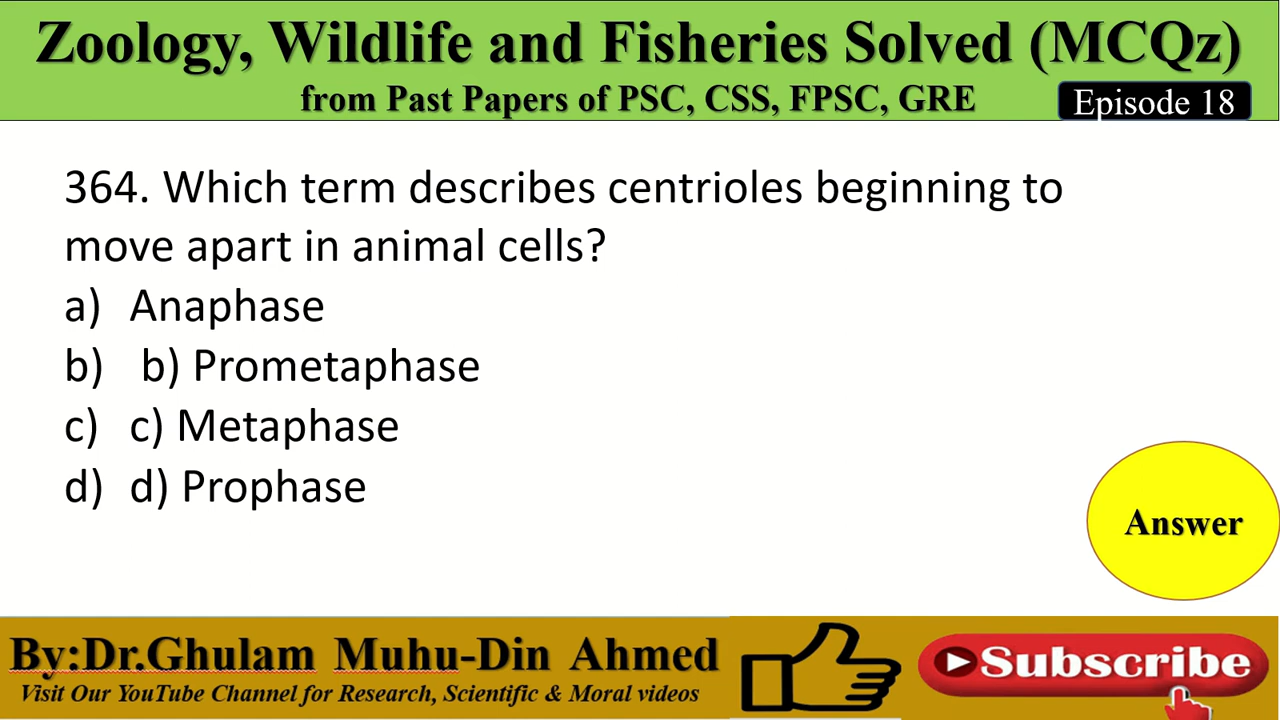 Zoology, Wildlife and Fisheries Solved (MCQz)
from Past Papers of PSC, CSS, FPSC, GRE
Episode 18
364. Which term describes centrioles beginning to
move apart in animal cells?
a) Anaphase
b) b) Prometaphase
c) c) Metaphase
d) d) Prophase
Answer
By:Dr.Ghulam Muhu-Din Ahmed
Visit Our YouTube Channel for Research, Scientific & Moral videos
Subscribe